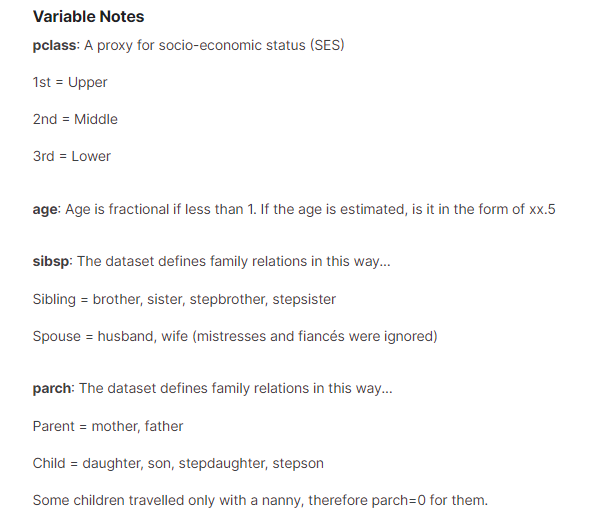 Variable Notes
pclass: A proxy for socio-economic status (SES)
1st = Upper
2nd = Middle
3rd = Lower
age: Age is fractional if less than 1. If the age is estimated, is it in the form of xx.5
sibsp: The dataset defines family relations in this way...
Sibling = brother, sister, stepbrother, stepsister
Spouse = husband, wife (mistresses and fiancés were ignored)
parch: The dataset defines family relations in this way...
Parent = mother, father
Child = daughter, son, stepdaughter, stepson
Some children travelled only with a nanny, therefore parch=0 for them.